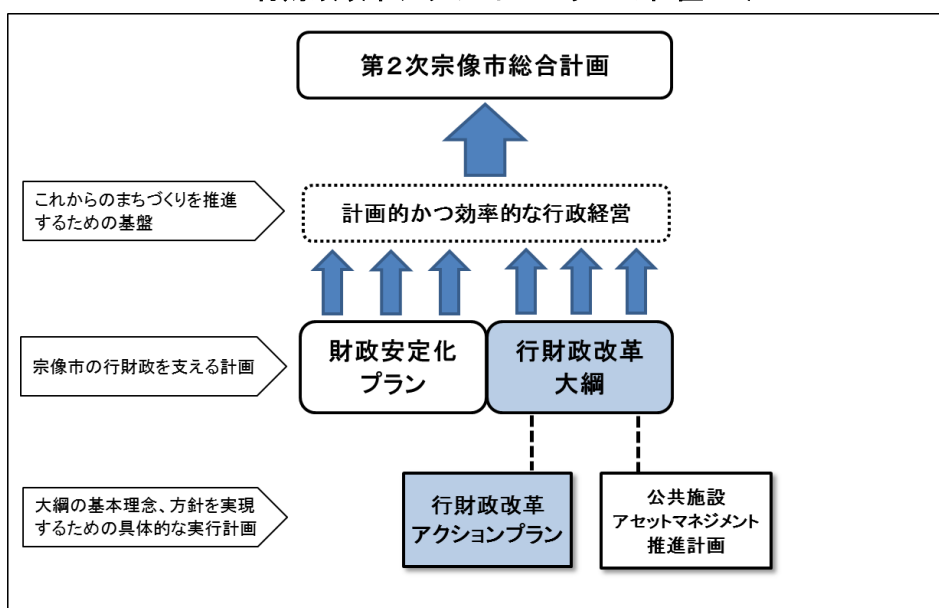 第２次宗像市総合計画
これからのまちづくりを推進
するための基盤
計画的かつ効率的な行政経営
宗像市の行財政を支える計画
財政安定化
プラン
行財政改革
大綱
大綱の基本理念、方針を実現
するための具体的な実行計画
行財政改革
アクションプラン
公共施設
アセットマネジメント
推進計画